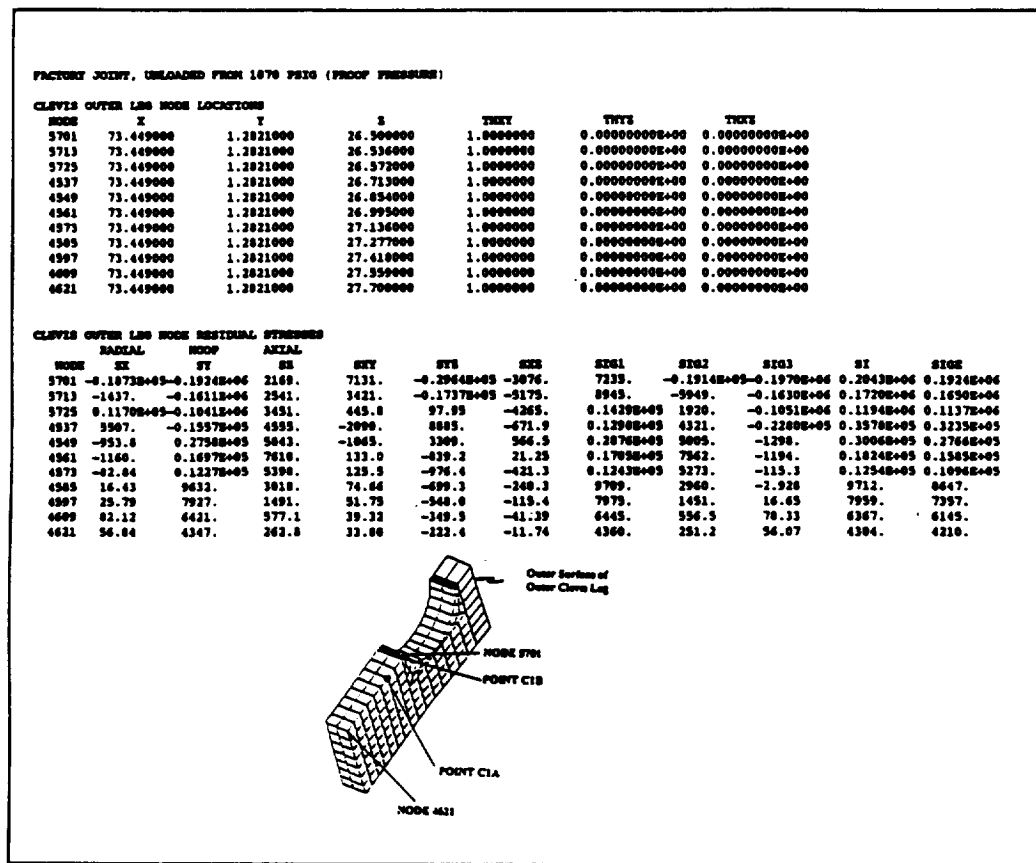 FACTORY JOINT, UNLOADED FROM 1070 PSIG (PROOF PRESSURE)
CLEVIS OUTER LEG NODE LOCATIONS
NODE X Y Z THXY THYZ THXZ
5701 73.449000 1.2821000 26.500000 1.0000000 0.00000000E+00 0.00000000E+00
5713 73.449000 1.2821000 26.536000 1.0000000 0.00000000E+00 0.00000000E+00
5725 73.449000 1.2821000 26.572000 1.0000000 0.00000000E+00 0.00000000E+00
4537 73.449000 1.2821000 26.713000 1.0000000 0.00000000E+00 0.00000000E+00
4549 73.449000 1.2821000 26.854000 1.0000000 0.00000000E+00 0.00000000E+00
4561 73.449000 1.2821000 26.995000 1.0000000 0.00000000E+00 0.00000000E+00
4573 73.449000 1.2821000 27.136000 1.0000000 0.00000000E+00 0.00000000E+00
4585 73.449000 1.2821000 27.277000 1.0000000 0.00000000E+00 0.00000000E+00
4597 73.449000 1.2821000 27.418000 1.0000000 0.00000000E+00 0.00000000E+00
4609 73.449000 1.2821000 27.559000 1.0000000 0.00000000E+00 0.00000000E+00
4621 73.449000 1.2821000 27.700000 1.0000000 0.00000000E+00 0.00000000E+00
CLEVIS OUTER LEG NODE RESIDUAL STRESSES
RADIAL HOOP AXIAL
NODE SX SY SZ SXY SYZ SXZ SIG1 SIG2 SIG3 SI SIGE
5701 -0.1873E+05 -0.1924E+06 2169. 7131. -0.2964E+05 -3076. 7235. -0.1914E+05 -0.1970E+06 0.2043E+06 0.1924E+06
5713 -1437. -0.1611E+06 2541. 3421. -0.1737E+05 -5175. 8945. -5949. -0.1630E+06 0.1720E+06 0.1650E+06
5725 0.1170E+05 -0.1041E+06 3451. 445.8 97.95 -4265. 0.1429E+05 1920. -0.1051E+06 0.1194E+06 0.1137E+06
4537 5507. -0.1557E+05 4555. -2090. 8885. -671.9 0.1298E+05 4321. -0.2280E+05 0.3578E+05 0.3235E+05
4549 -953.8 0.2758E+05 5843. -1065. 3309. 566.5 0.2876E+05 5005. -1298. 0.3006E+05 0.2766E+05
4561 -1160. 0.1697E+05 7610. 133.0 -839.2 21.25 0.1705E+05 7562. -1194. 0.1824E+05 0.1585E+05
4573 -82.84 0.1227E+05 5398. 125.5 -976.4 -421.3 0.1243E+05 5273. -115.3 0.1254E+05 0.1096E+05
4585 16.43 9632. 3018. 74.66 -699.3 -248.3 9709. 2960. -2.928 9712. 8647.
4597 25.79 7927. 1491. 51.75 -548.0 -115.4 7975. 1451. 16.65 7959. 7357.
4609 82.12 6421. 577.1 39.32 -349.5 -41.39 6445. 556.5 78.33 6367. 6145.
4621 56.84 4347. 262.8 33.80 -222.4 -11.74 4360. 251.2 56.07 4304. 4210.
Outer Surface of
Outer Clevis Leg
NODE 5701
POINT C1B
POINT C1A
NODE 4621